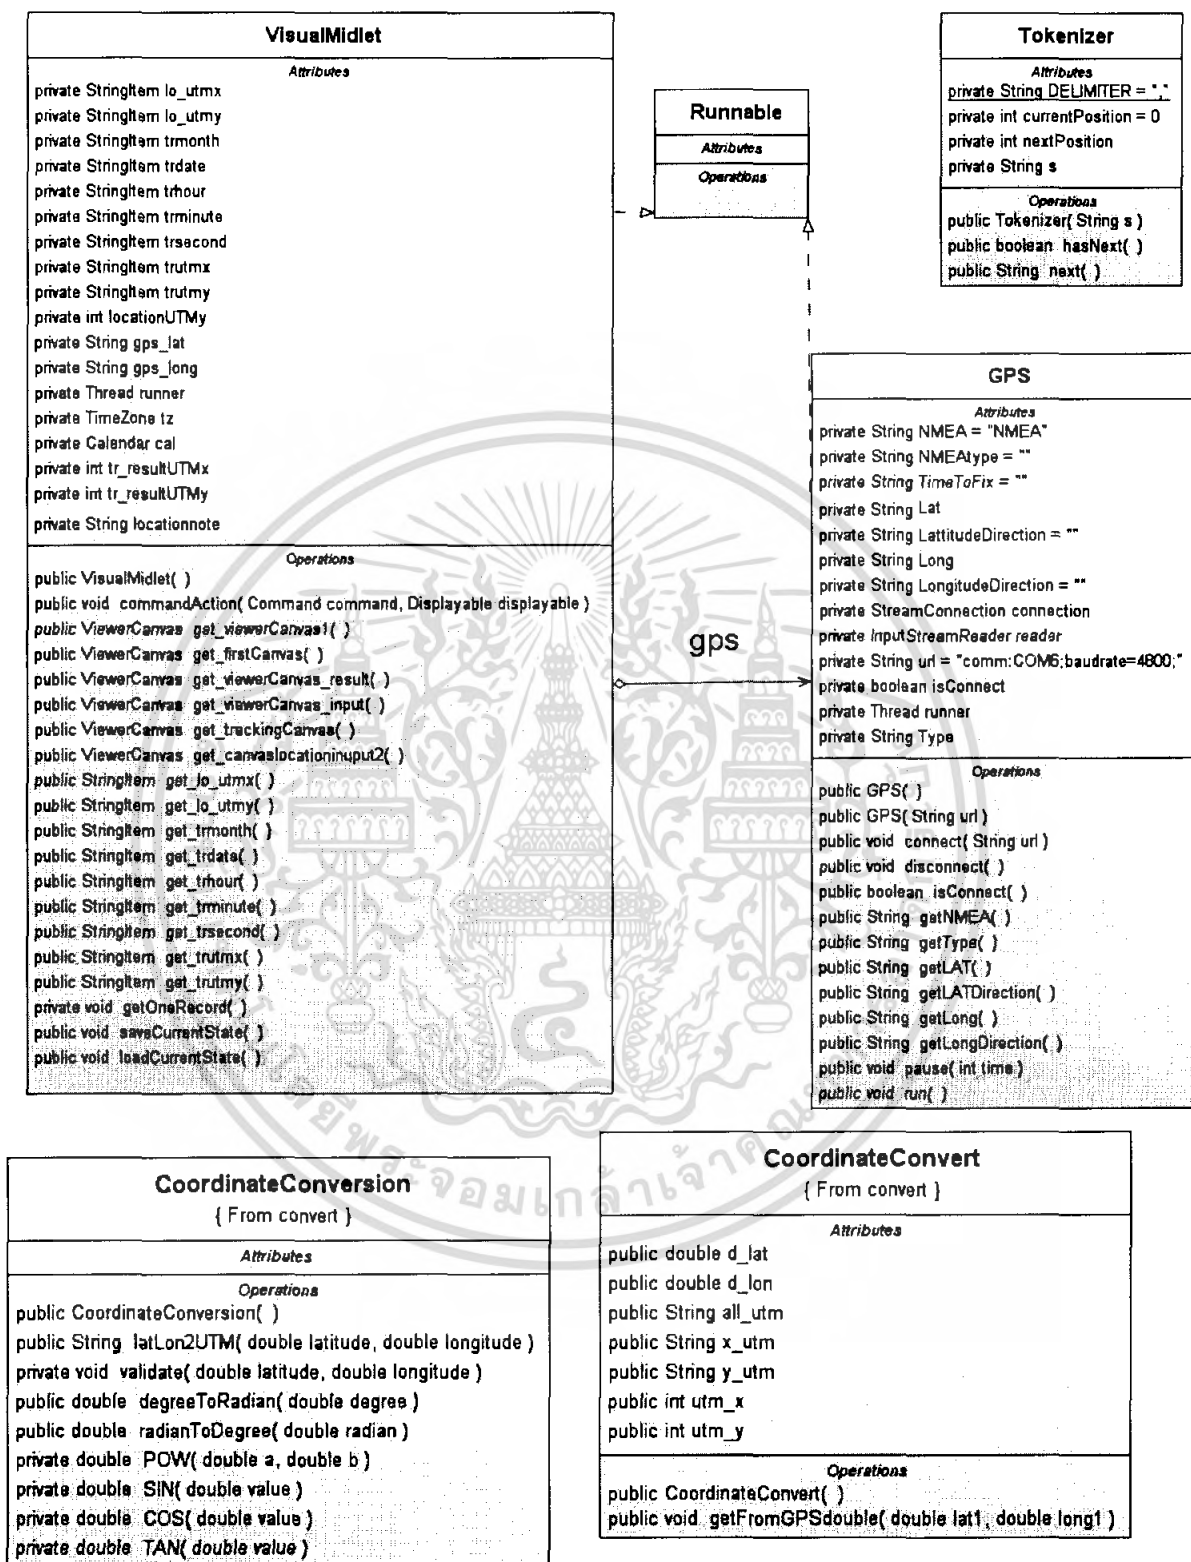 VisualMidlet
Attributes
private StringItem lo_utmx
private StringItem lo_utmy
private StringItem trmonth
private StringItem trdate
private StringItem trhour
private StringItem trminute
private StringItem trsecond
private StringItem trutmx
private StringItem trutmy
private int locationUTMy
private String gps_lat
private String gps_long
private Thread runner
private TimeZone tz
private Calendar cal
private int tr_resultUTMx
private int tr_resultUTMy
private String locationnote
Operations
public VisualMidlet( )
public void commandAction( Command command, Displayable displayable )
public ViewerCanvas get_viewerCanvas1( )
public ViewerCanvas get_firstCanvas( )
public ViewerCanvas get_viewerCanvas_result( )
public ViewerCanvas get_viewerCanvas_input( )
public ViewerCanvas get_trackingCanvas( )
public ViewerCanvas get_canvaslocationinuput2( )
public StringItem get_lo_utmx( )
public StringItem get_lo_utmy( )
public StringItem get_trmonth( )
public StringItem get_trdate( )
public StringItem get_trhour( )
public StringItem get_trminute( )
public StringItem get_trsecond( )
public StringItem get_trutmx( )
public StringItem get_trutmy( )
private void getOneRecord( )
public void saveCurrentState( )
public void loadCurrentState( )
Runnable
Attributes
Operations
Tokenizer
Attributes
private String DELIMITER = ","
private int currentPosition = 0
private int nextPosition
private String s
Operations
public Tokenizer( String s )
public boolean hasNext( )
public String next( )
gps
GPS
Attributes
private String NMEA = "NMEA"
private String NMEAtype = ""
private String TimeToFix = ""
private String Lat
private String LattitudeDirection = ""
private String Long
private String LongitudeDirection = ""
private StreamConnection connection
private InputStreamReader reader
private String url = "comm:COM6;baudrate=4800;"
private boolean isConnect
private Thread runner
private String Type
Operations
public GPS( )
public GPS( String url )
public void connect( String url )
public void disconnect( )
public boolean isConnect( )
public String getNMEA( )
public String getType( )
public String getLAT( )
public String getLATDirection( )
public String getLong( )
public String getLongDirection( )
public void pause( int time )
public void run( )
พระจอมเกล้าเจ้าคุณ
CoordinateConversion
{ From convert }
Attributes
Operations
public CoordinateConversion( )
public String latLon2UTM( double latitude, double longitude )
private void validate( double latitude, double longitude )
public double degreeToRadian( double degree )
public double radianToDegree( double radian )
private double POW( double a, double b )
private double SIN( double value )
private double COS( double value )
private double TAN( double value )
CoordinateConvert
{ From convert }
Attributes
public double d_lat
public double d_lon
public String all_utm
public String x_utm
public String y_utm
public int utm_x
public int utm_y
Operations
public CoordinateConvert( )
public void getFromGPSdouble( double lat1, double long1 )